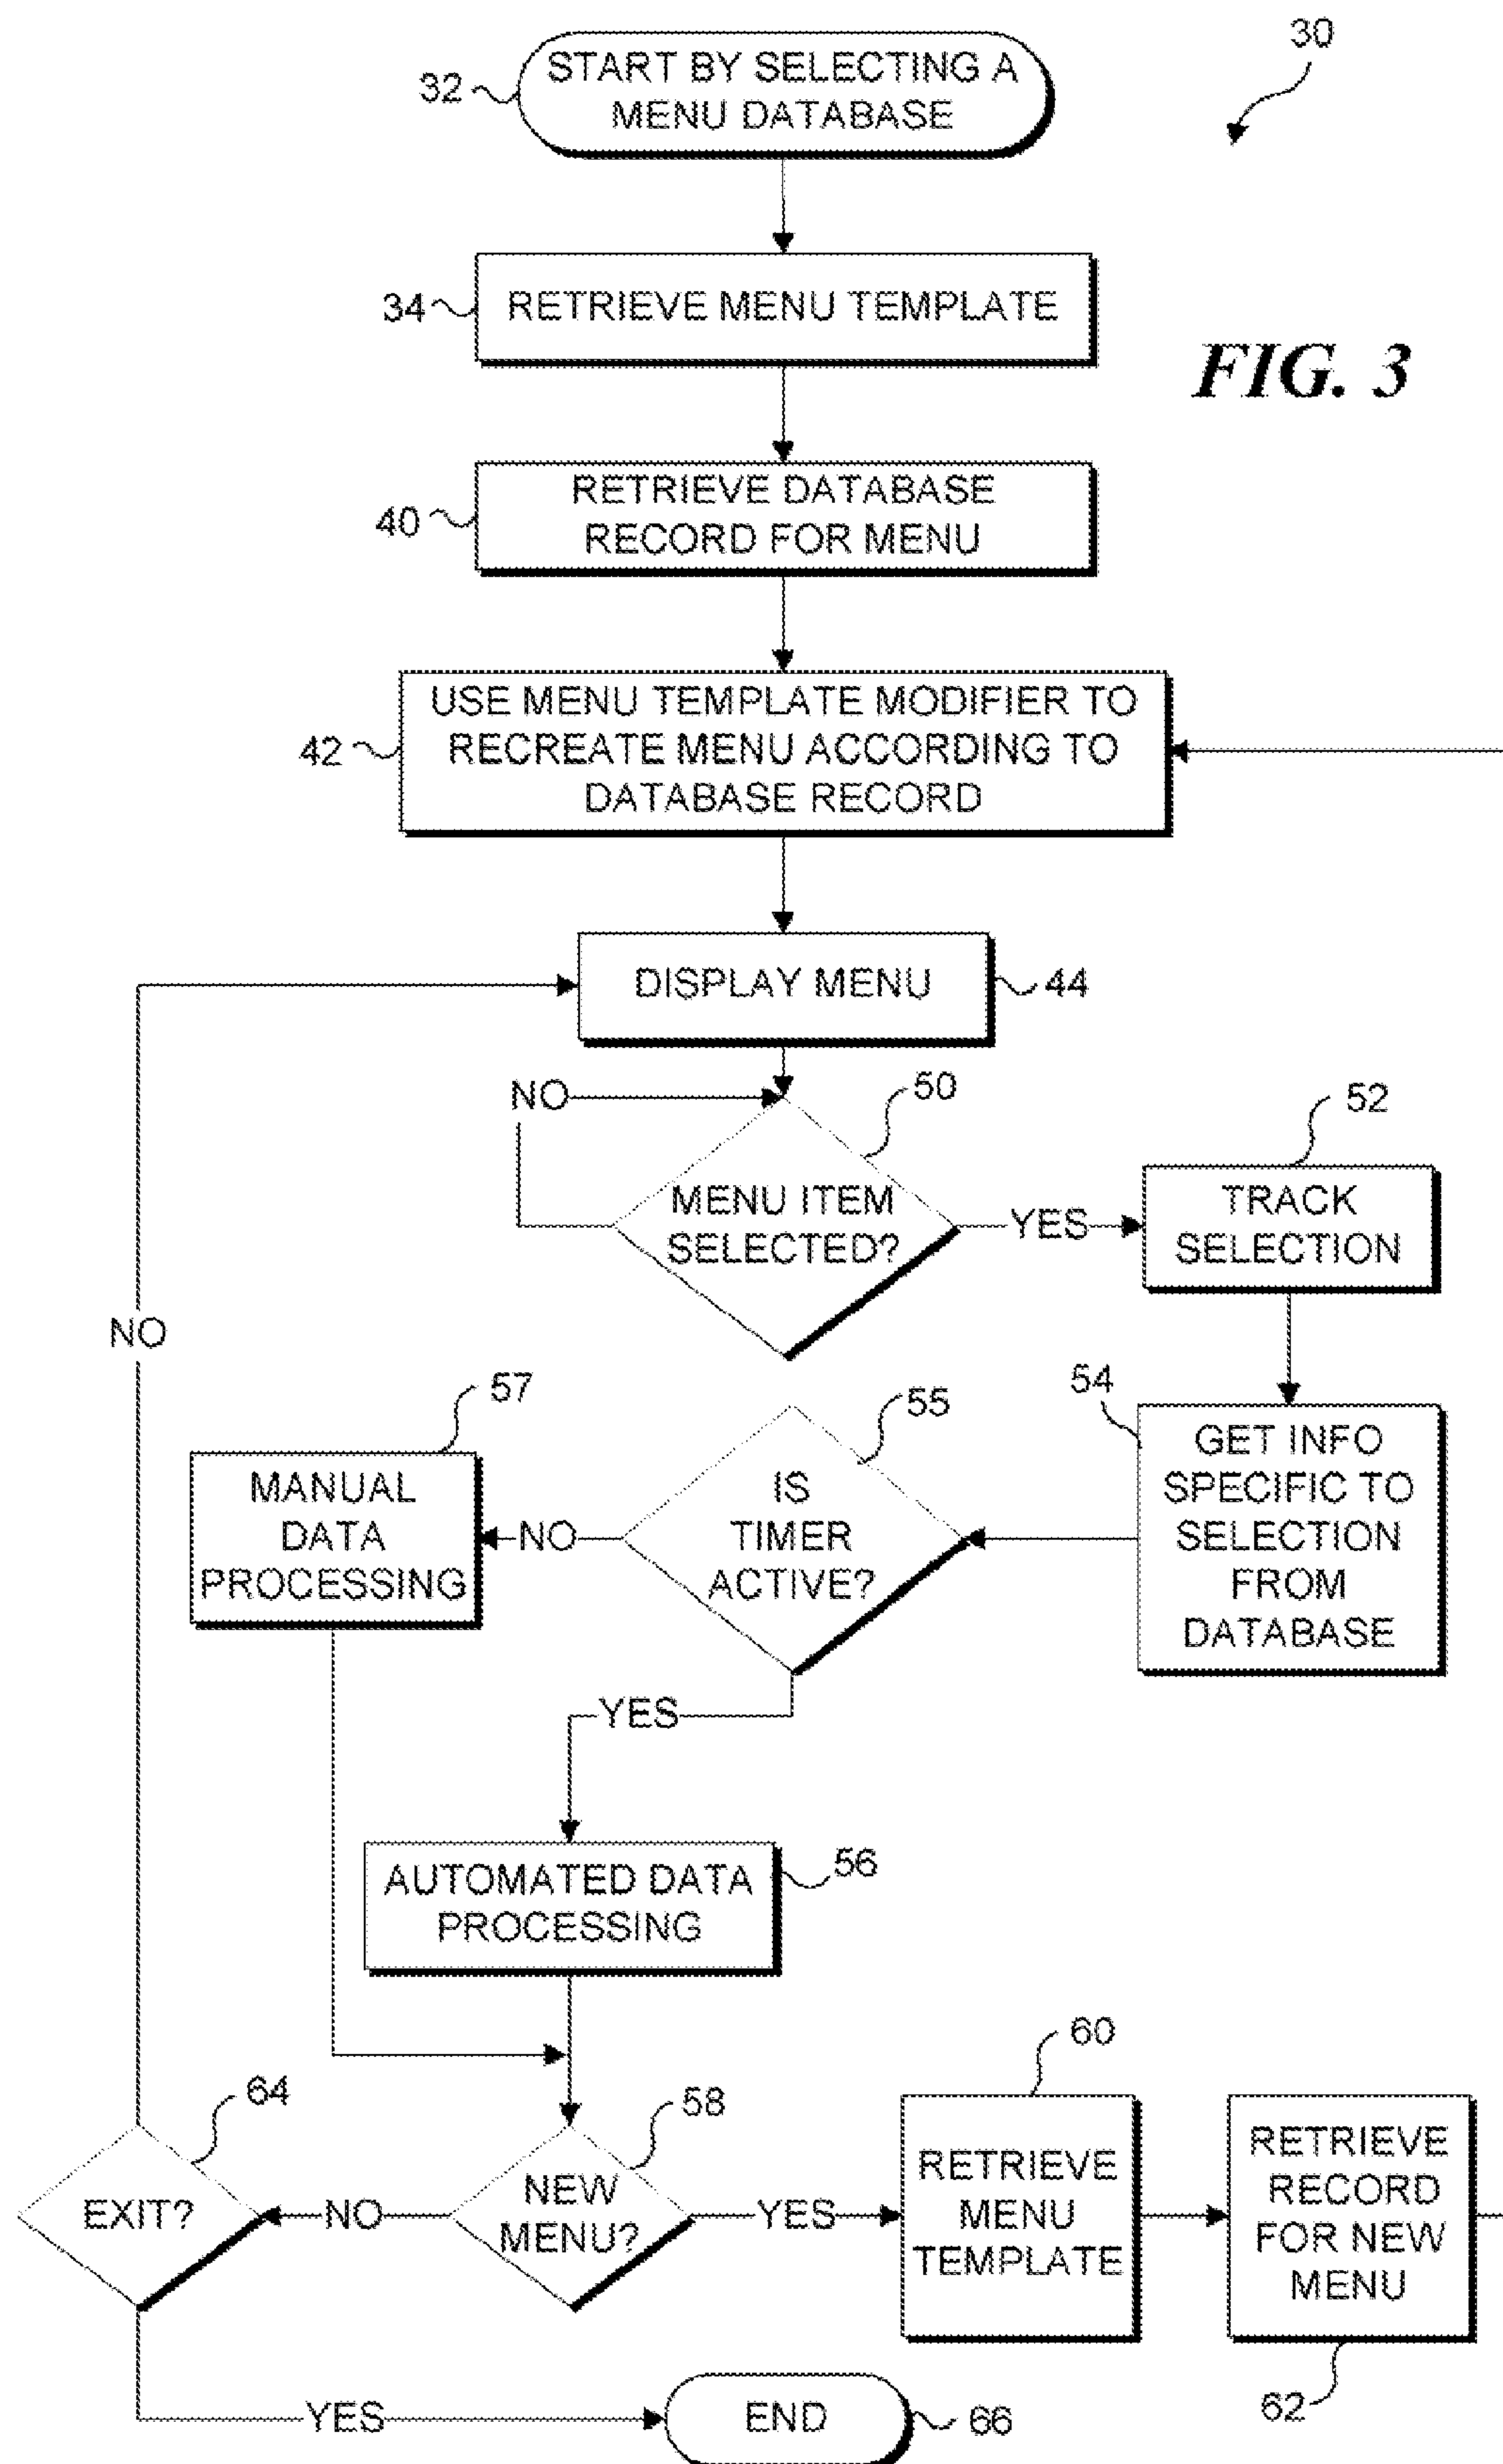 30
32
START BY SELECTING A
MENU DATABASE
34
RETRIEVE MENU TEMPLATE
FIG. 3
40
RETRIEVE DATABASE
RECORD FOR MENU
42
USE MENU TEMPLATE MODIFIER TO
RECREATE MENU ACCORDING TO
DATABASE RECORD
DISPLAY MENU
44
NO
50
MENU ITEM
SELECTED?
YES
52
TRACK
SELECTION
NO
57
MANUAL
DATA
PROCESSING
NO
55
IS
TIMER
ACTIVE?
54
GET INFO
SPECIFIC TO
SELECTION
FROM
DATABASE
YES
AUTOMATED DATA
PROCESSING
56
64
EXIT?
NO
58
NEW
MENU?
YES
60
RETRIEVE
MENU
TEMPLATE
RETRIEVE
RECORD
FOR NEW
MENU
62
YES
END
66